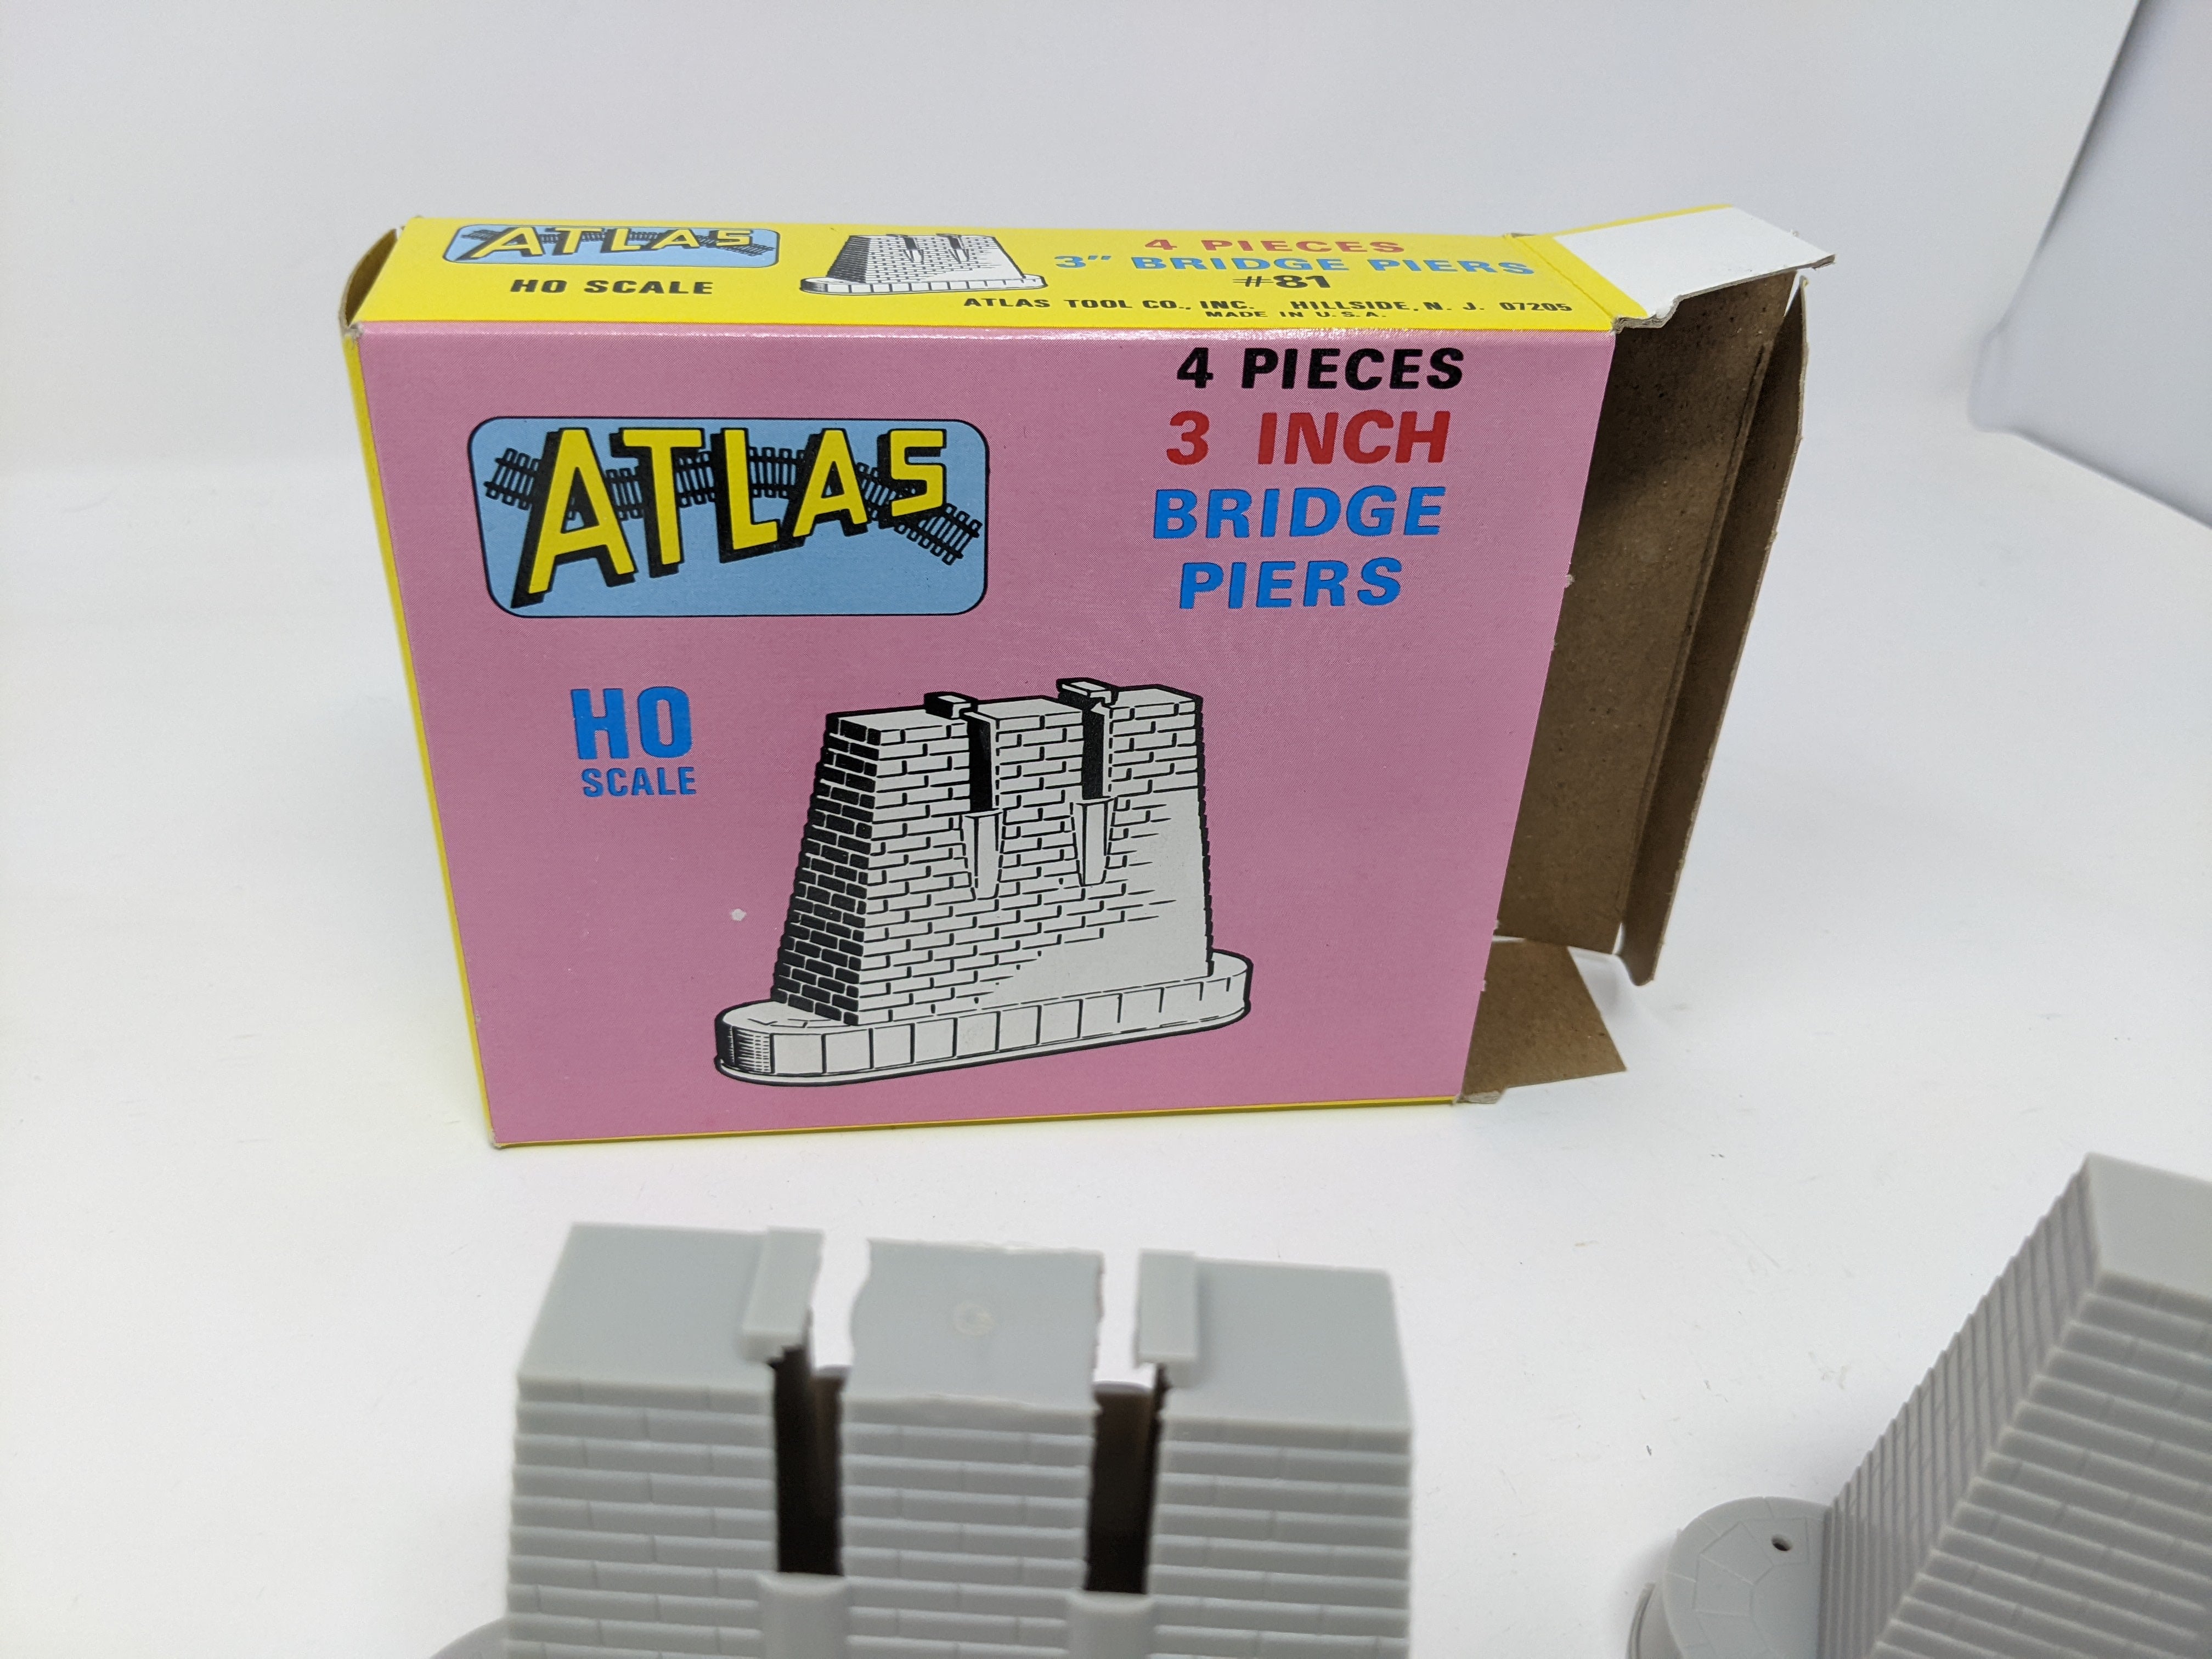 ATLAS
HO SCALE
4 PIECES
3" BRIDGE PIERS
#81
ATLAS TOOL CO., INC. HILLSIDE, N. J. 07205
MADE IN U.S.A.
4 PIECES
3 INCH
BRIDGE
PIERS
ATLAS
HO
SCALE